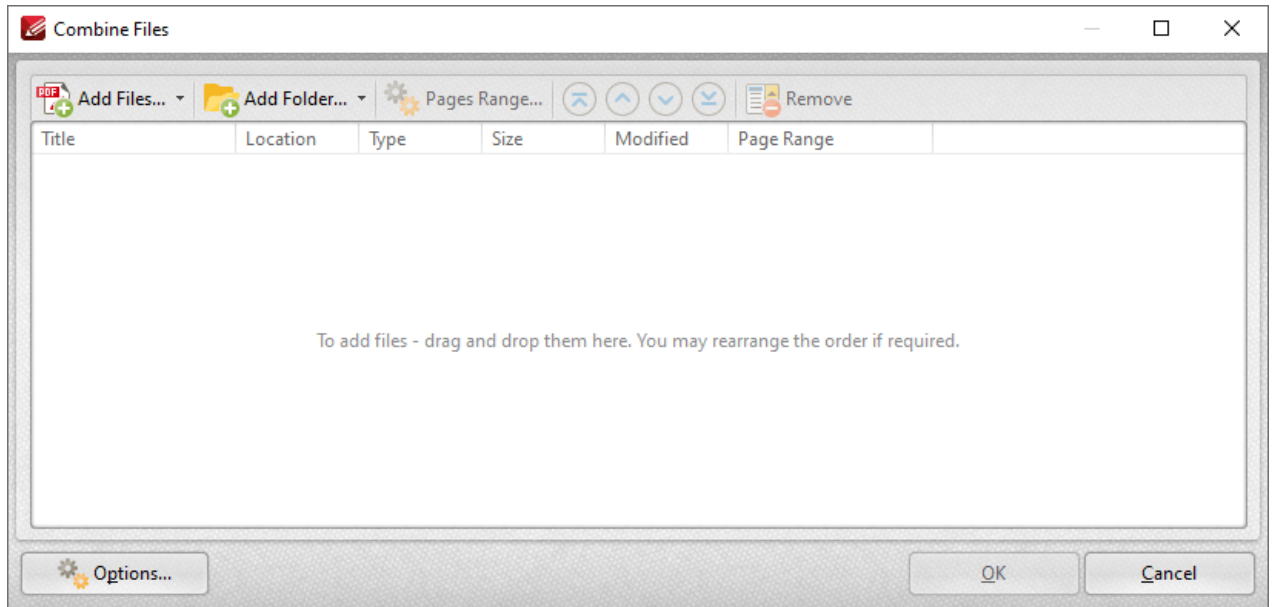 Combine Files
PDF Add Files... Add Folder... Pages Range... Remove
Title Location Type Size Modified Page Range
To add files - drag and drop them here. You may rearrange the order if required.
Options... OK Cancel